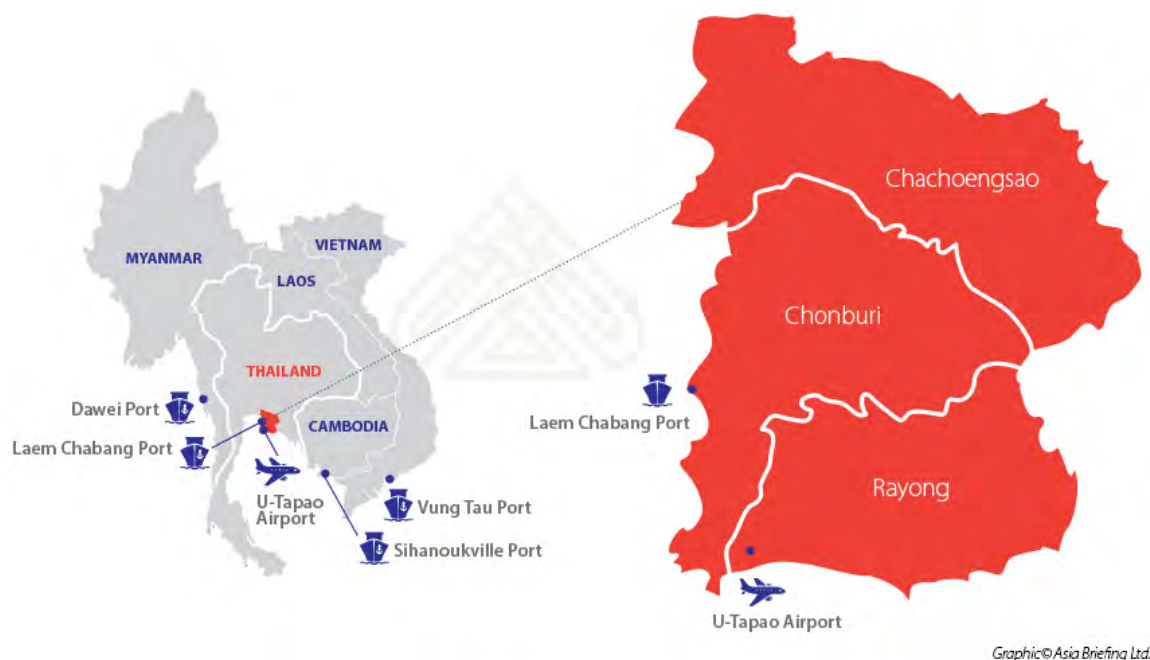 Chachoengsao
VIETNAM
MYANMAR
LAOS
Chonburi
THAILAND
Dawei Port
Laem Chabang Port
CAMBODIA
Laem Chabang Port
U-Tapao
Airport
Vung Tau Port
Sihanoukville Port
Rayong
U-Tapao Airport
Graphic©Asia Briefing Ltd.